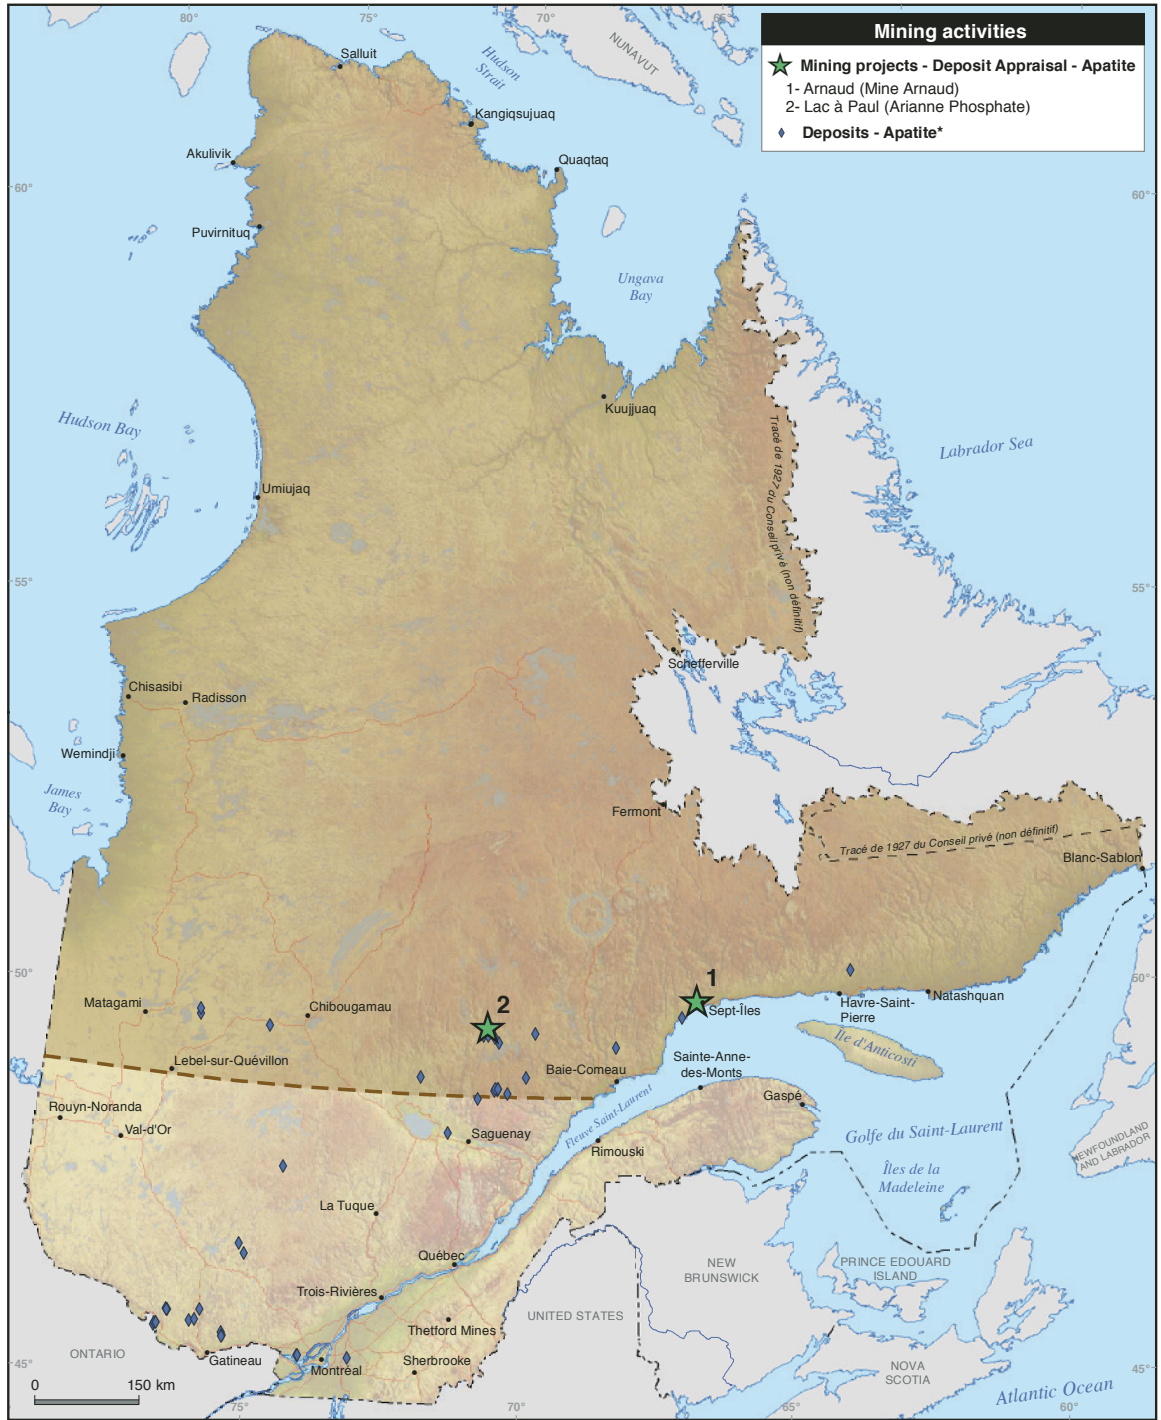 80°
75°
70°
Mining activities
Mining projects - Deposit Appraisal - Apatite
1- Arnaud (Mine Arnaud)
2- Lac à Paul (Arianne Phosphate)
Deposits - Apatite*
NUNAVUT
Hudson
Strait
Salluit
Kangiqsujuaq
Akulivik
Quaqtaq
60°
60°
Puvirnituq
Ungava
Bay
Kuujjuaq
Hudson Bay
Labrador Sea
Tracé de 1927 du Conseil privé (non définitif)
Umiujaq
55°
55°
Schefferville
Chisasibi
Radisson
Wemindji
James
Bay
Fermont
Tracé de 1927 du Conseil privé (non définitif)
Blanc-Sablon
50°
50°
Matagami
Chibougamau
2
1
Sept-Îles
Havre-Saint-
Pierre
Natashquan
Île d'Anticosti
Lebel-sur-Quévillon
Baie-Comeau
Sainte-Anne-
des-Monts
Gaspé
Rouyn-Noranda
Val-d'Or
Saguenay
Fleuve Saint-Laurent
Rimouski
Golfe du Saint-Laurent
NEWFOUNDLAND
AND LABRADOR
Îles de la
Madeleine
La Tuque
Québec
NEW
BRUNSWICK
PRINCE EDOUARD
ISLAND
Trois-Rivières
UNITED STATES
Thetford Mines
ONTARIO
Gatineau
Montréal
Sherbrooke
NOVA
SCOTIA
45°
45°
0
150 km
Atlantic Ocean
75°
70°
65°
60°